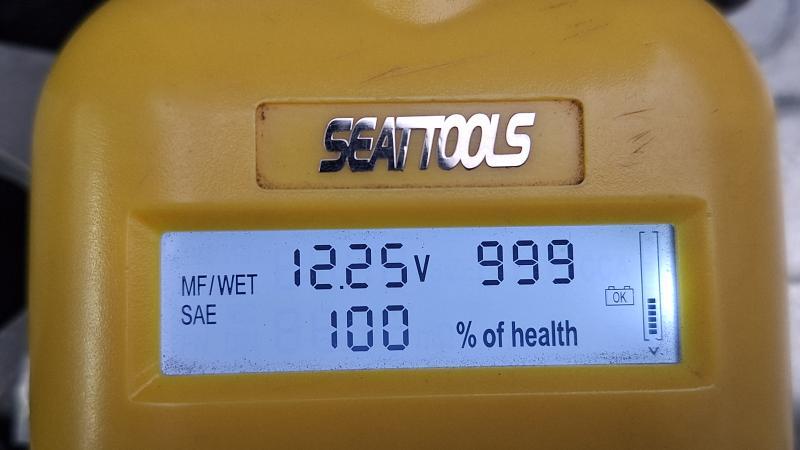 SEATTOOLS
MF/WET 12.25V 999
SAE 100 % of health
OK